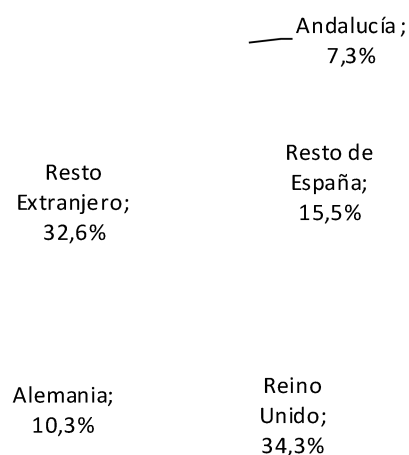 Andalucía;
7,3%
Resto de
España;
15,5%
Resto
Extranjero;
32,6%
Alemania;
10,3%
Reino
Unido;
34,3%